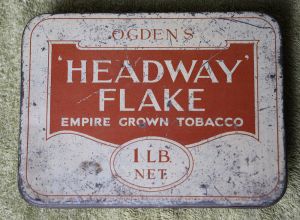 OGDEN'S
'HEADWAY'
FLAKE
EMPIRE GROWN TOBACCO
1 LB.
NET.